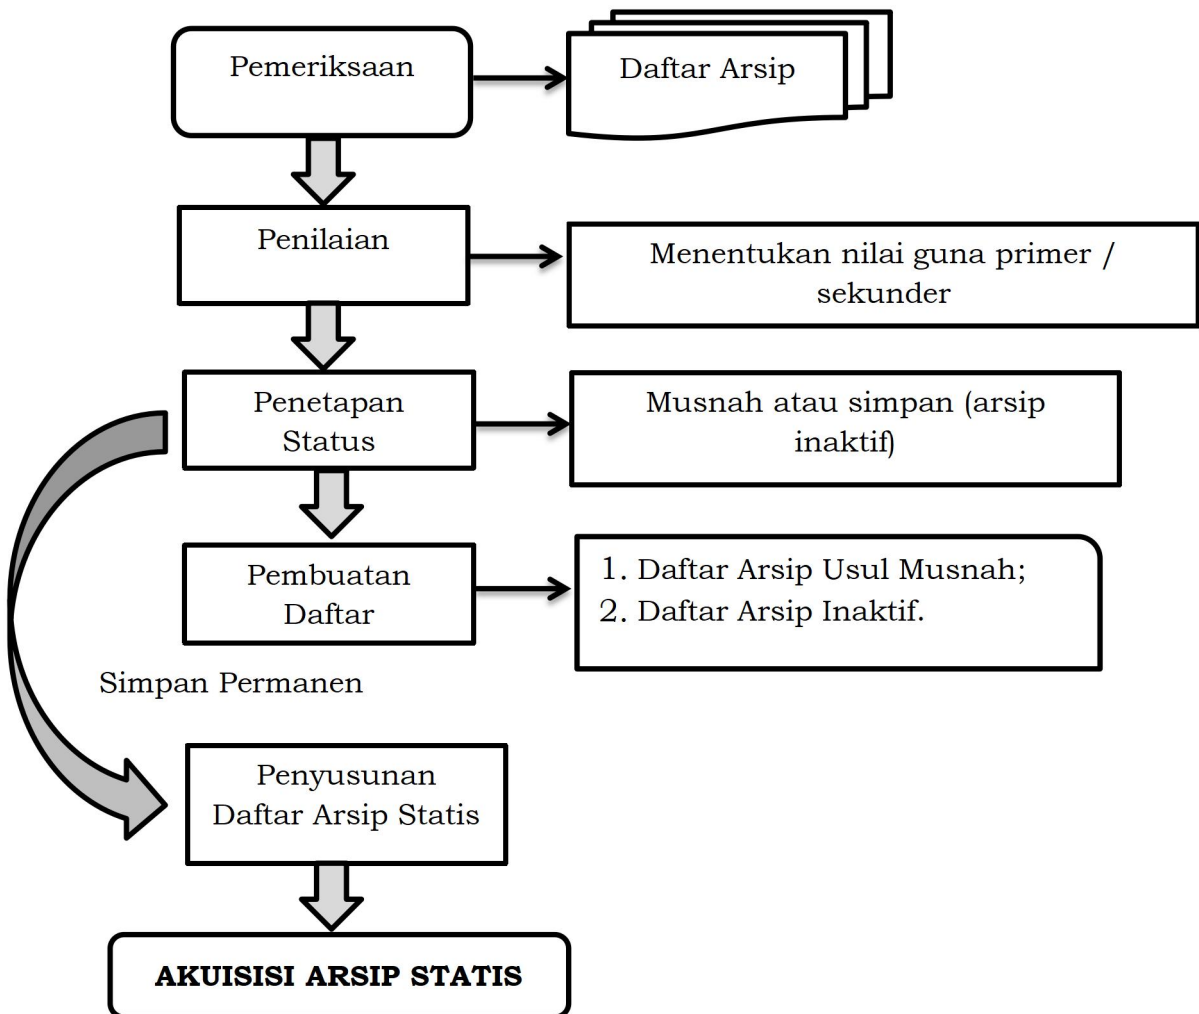 Pemeriksaan
Daftar Arsip
Penilaian
Menentukan nilai guna primer /
sekunder
Penetapan
Status
Musnah atau simpan (arsip
inaktif)
Pembuatan
Daftar
1. Daftar Arsip Usul Musnah;
2. Daftar Arsip Inaktif.
Simpan Permanen
Penyusunan
Daftar Arsip Statis
AKUISISI ARSIP STATIS